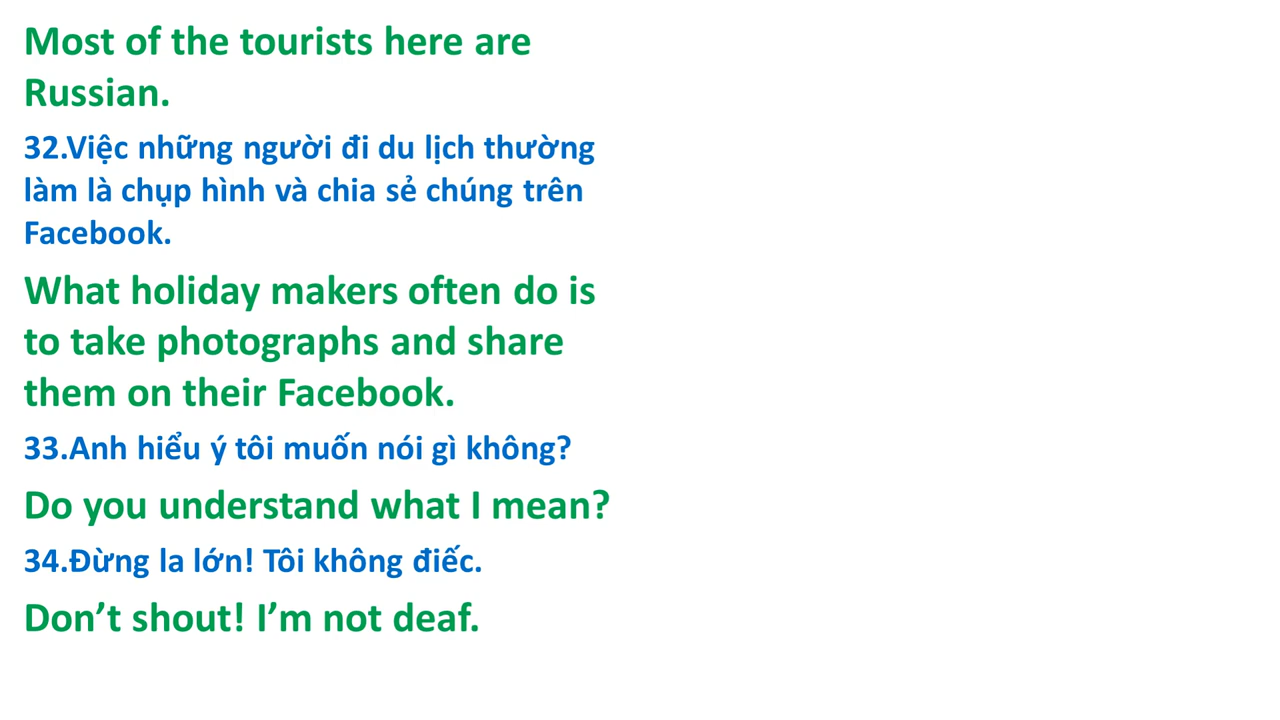 Most of the tourists here are
Russian.
32.Việc những người đi du lịch thường
làm là chụp hình và chia sẻ chúng trên
Facebook.
What holiday makers often do is
to take photographs and share
them on their Facebook.
33.Anh hiểu ý tôi muốn nói gì không?
Do you understand what I mean?
34.Đừng la lớn! Tôi không điếc.
Don’t shout! I’m not deaf.